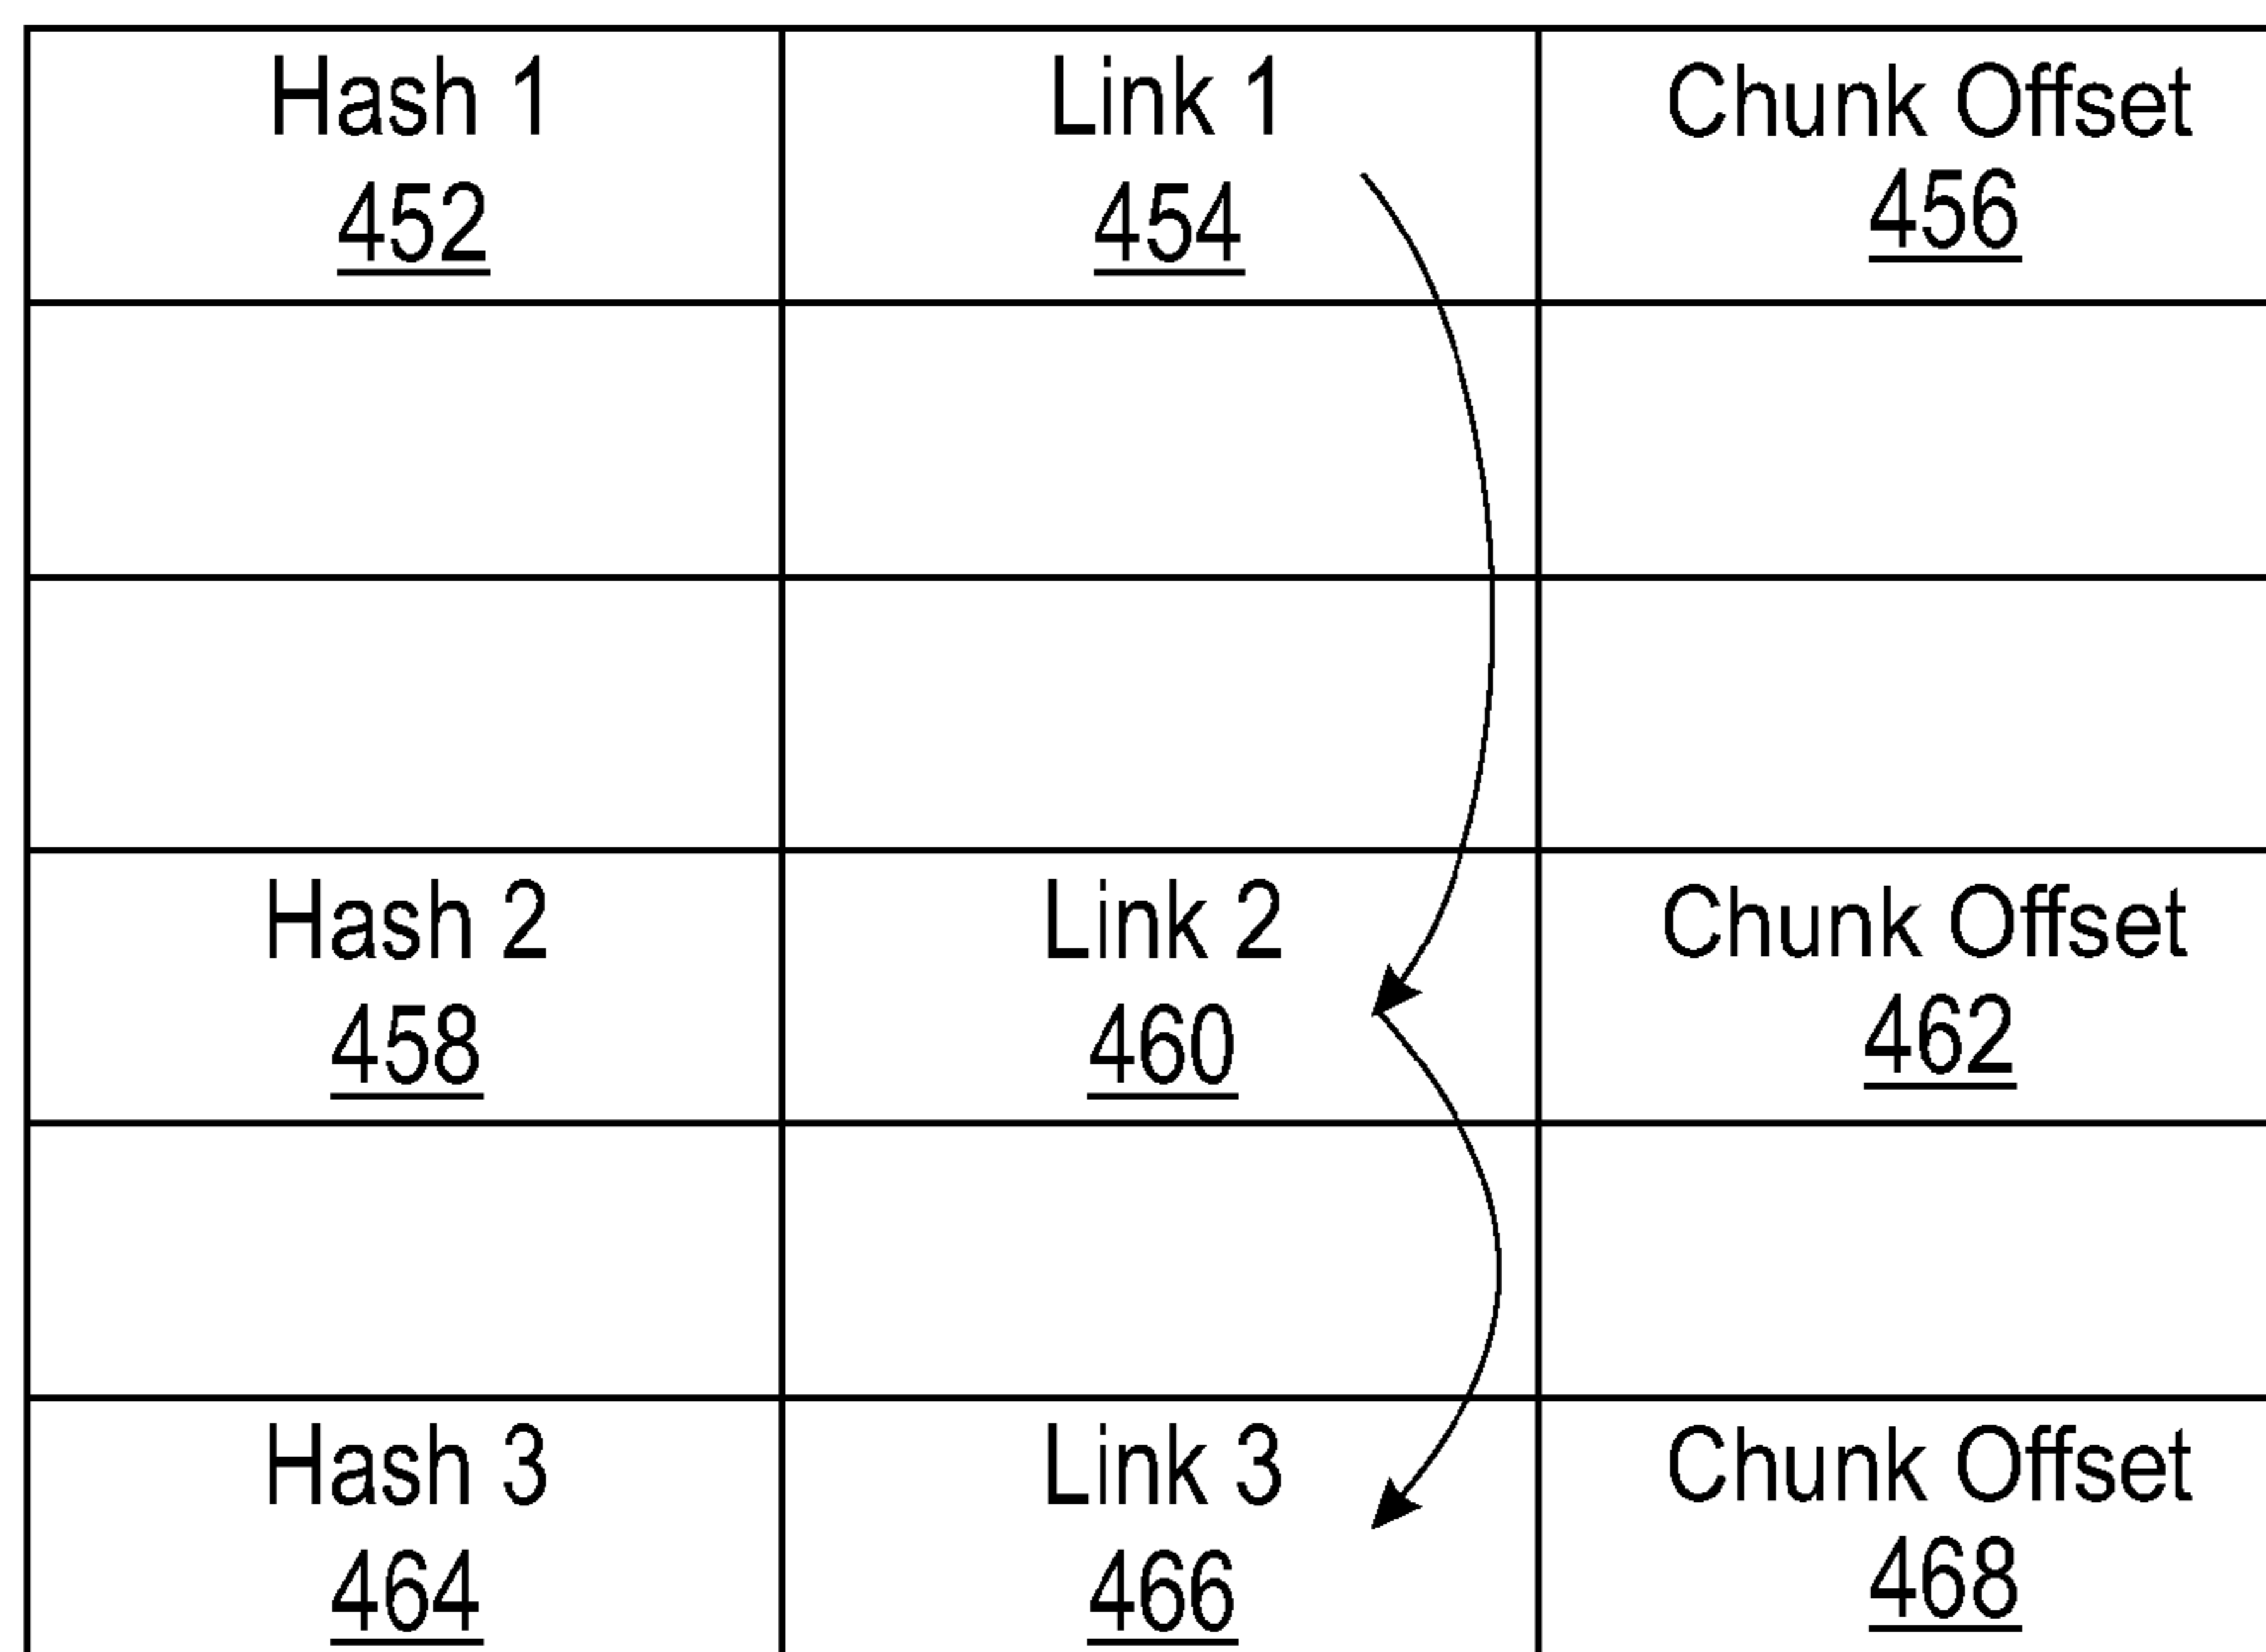 Hash 1
452
Link 1
454
Chunk Offset
456
Hash 2
458
Link 2
460
Chunk Offset
462
Hash 3
464
Link 3
466
Chunk Offset
468